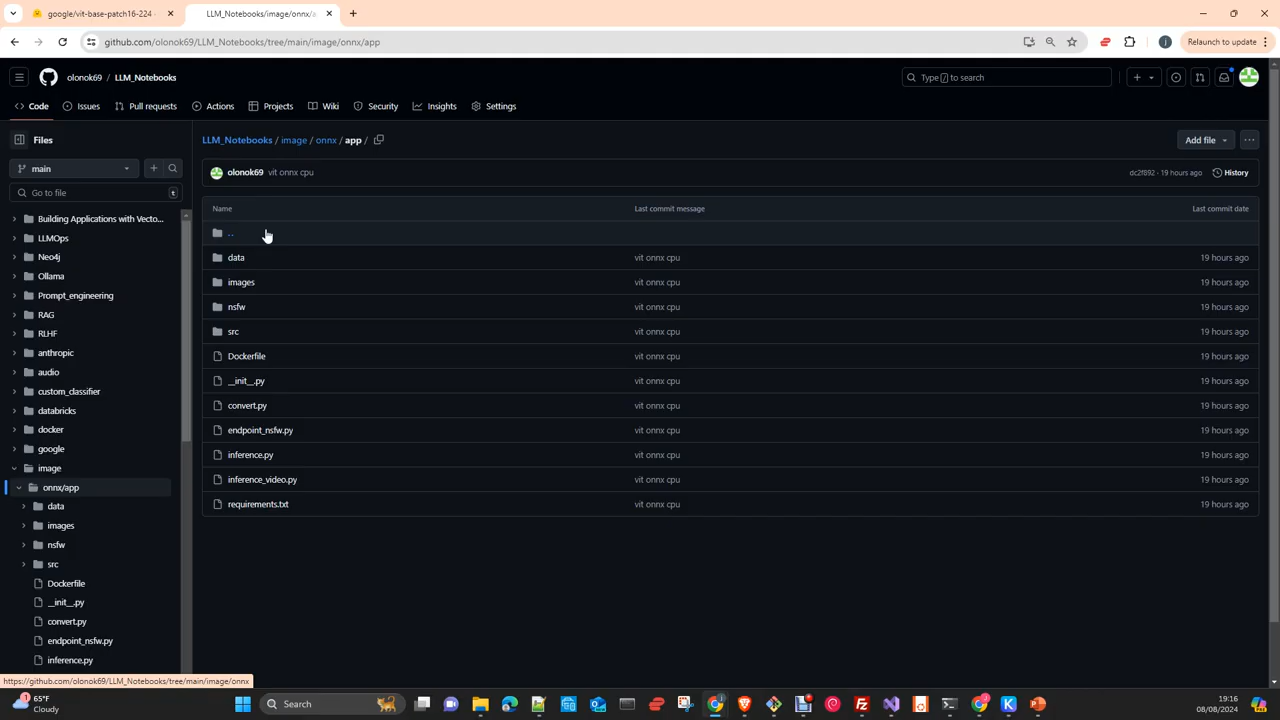 google/vit-base-patch16-224
LLM_Notebooks/image/onnx/a
github.com/olonok69/LLM_Notebooks/tree/main/image/onnx/app
Relaunch to update
olonok69 / LLM_Notebooks
Type / to search
Code
Issues
Pull requests
Actions
Projects
Wiki
Security
Insights
Settings
Files
main
Go to file
t
Building Applications with Vecto...
LLMOps
Neo4j
Ollama
Prompt_engineering
RAG
RLHF
anthropic
audio
custom_classifier
databricks
docker
google
image
onnx/app
data
images
nsfw
src
Dockerfile
__init__.py
convert.py
endpoint_nsfw.py
inference.py
LLM_Notebooks / image / onnx / app /
Add file
olonok69 vit onnx cpu
dc2f892 · 19 hours ago
History
Name Last commit message Last commit date
..
data vit onnx cpu 19 hours ago
images vit onnx cpu 19 hours ago
nsfw vit onnx cpu 19 hours ago
src vit onnx cpu 19 hours ago
Dockerfile vit onnx cpu 19 hours ago
__init__.py vit onnx cpu 19 hours ago
convert.py vit onnx cpu 19 hours ago
endpoint_nsfw.py vit onnx cpu 19 hours ago
inference.py vit onnx cpu 19 hours ago
inference_video.py vit onnx cpu 19 hours ago
requirements.txt vit onnx cpu 19 hours ago
https://github.com/olonok69/LLM_Notebooks/tree/main/image/onnx
1
65°F
Cloudy
Search
19:16
08/08/2024